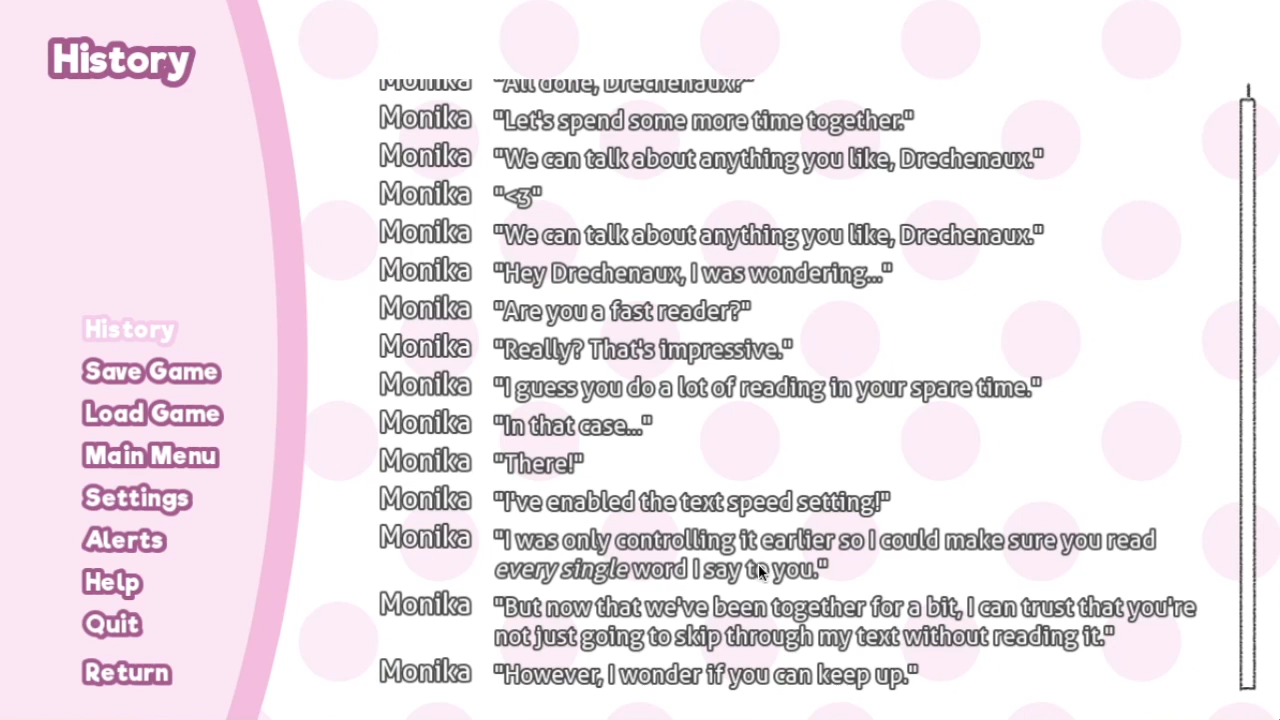 History
Monika "All done, Drechenaux?"
Monika "Let's spend some more time together."
Monika "We can talk about anything you like, Drechenaux."
Monika "<3"
Monika "We can talk about anything you like, Drechenaux."
Monika "Hey Drechenaux, I was wondering..."
Monika "Are you a fast reader?"
Monika "Really? That's impressive."
Monika "I guess you do a lot of reading in your spare time."
Monika "In that case..."
Monika "There!"
Monika "I've enabled the text speed setting!"
Monika "I was only controlling it earlier so I could make sure you read
every single word I say to you."
Monika "But now that we've been together for a bit, I can trust that you're
not just going to skip through my text without reading it."
Monika "However, I wonder if you can keep up."
History
Save Game
Load Game
Main Menu
Settings
Alerts
Help
Quit
Return